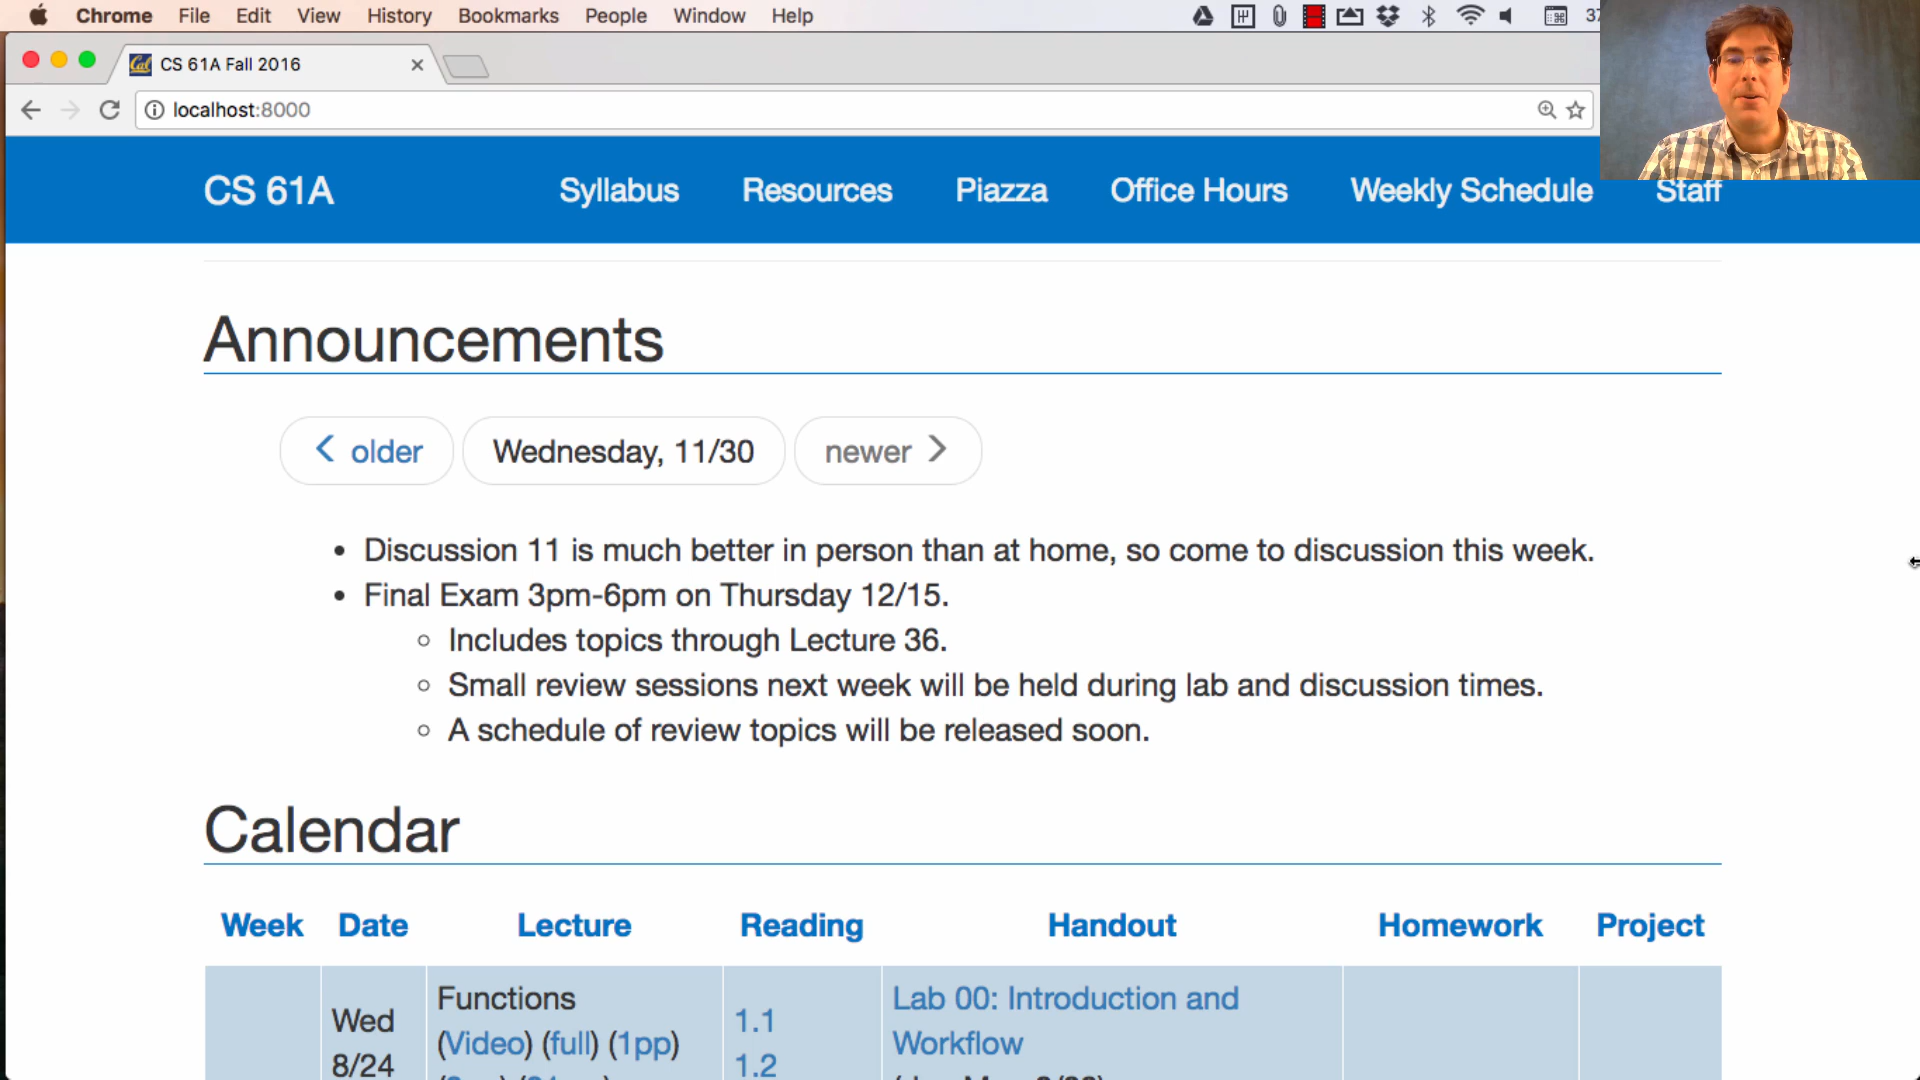 Chrome File Edit View History Bookmarks People Window Help
CS 61A Fall 2016
localhost:8000
CS 61A Syllabus Resources Piazza Office Hours Weekly Schedule Staff
Announcements
older Wednesday, 11/30 newer
• Discussion 11 is much better in person than at home, so come to discussion this week.
• Final Exam 3pm-6pm on Thursday 12/15.
○ Includes topics through Lecture 36.
○ Small review sessions next week will be held during lab and discussion times.
○ A schedule of review topics will be released soon.
Calendar
Week Date Lecture Reading Handout Homework Project
Wed
8/24
Functions
(Video) (full) (1pp)
1.1
1.2
Lab 00: Introduction and
Workflow